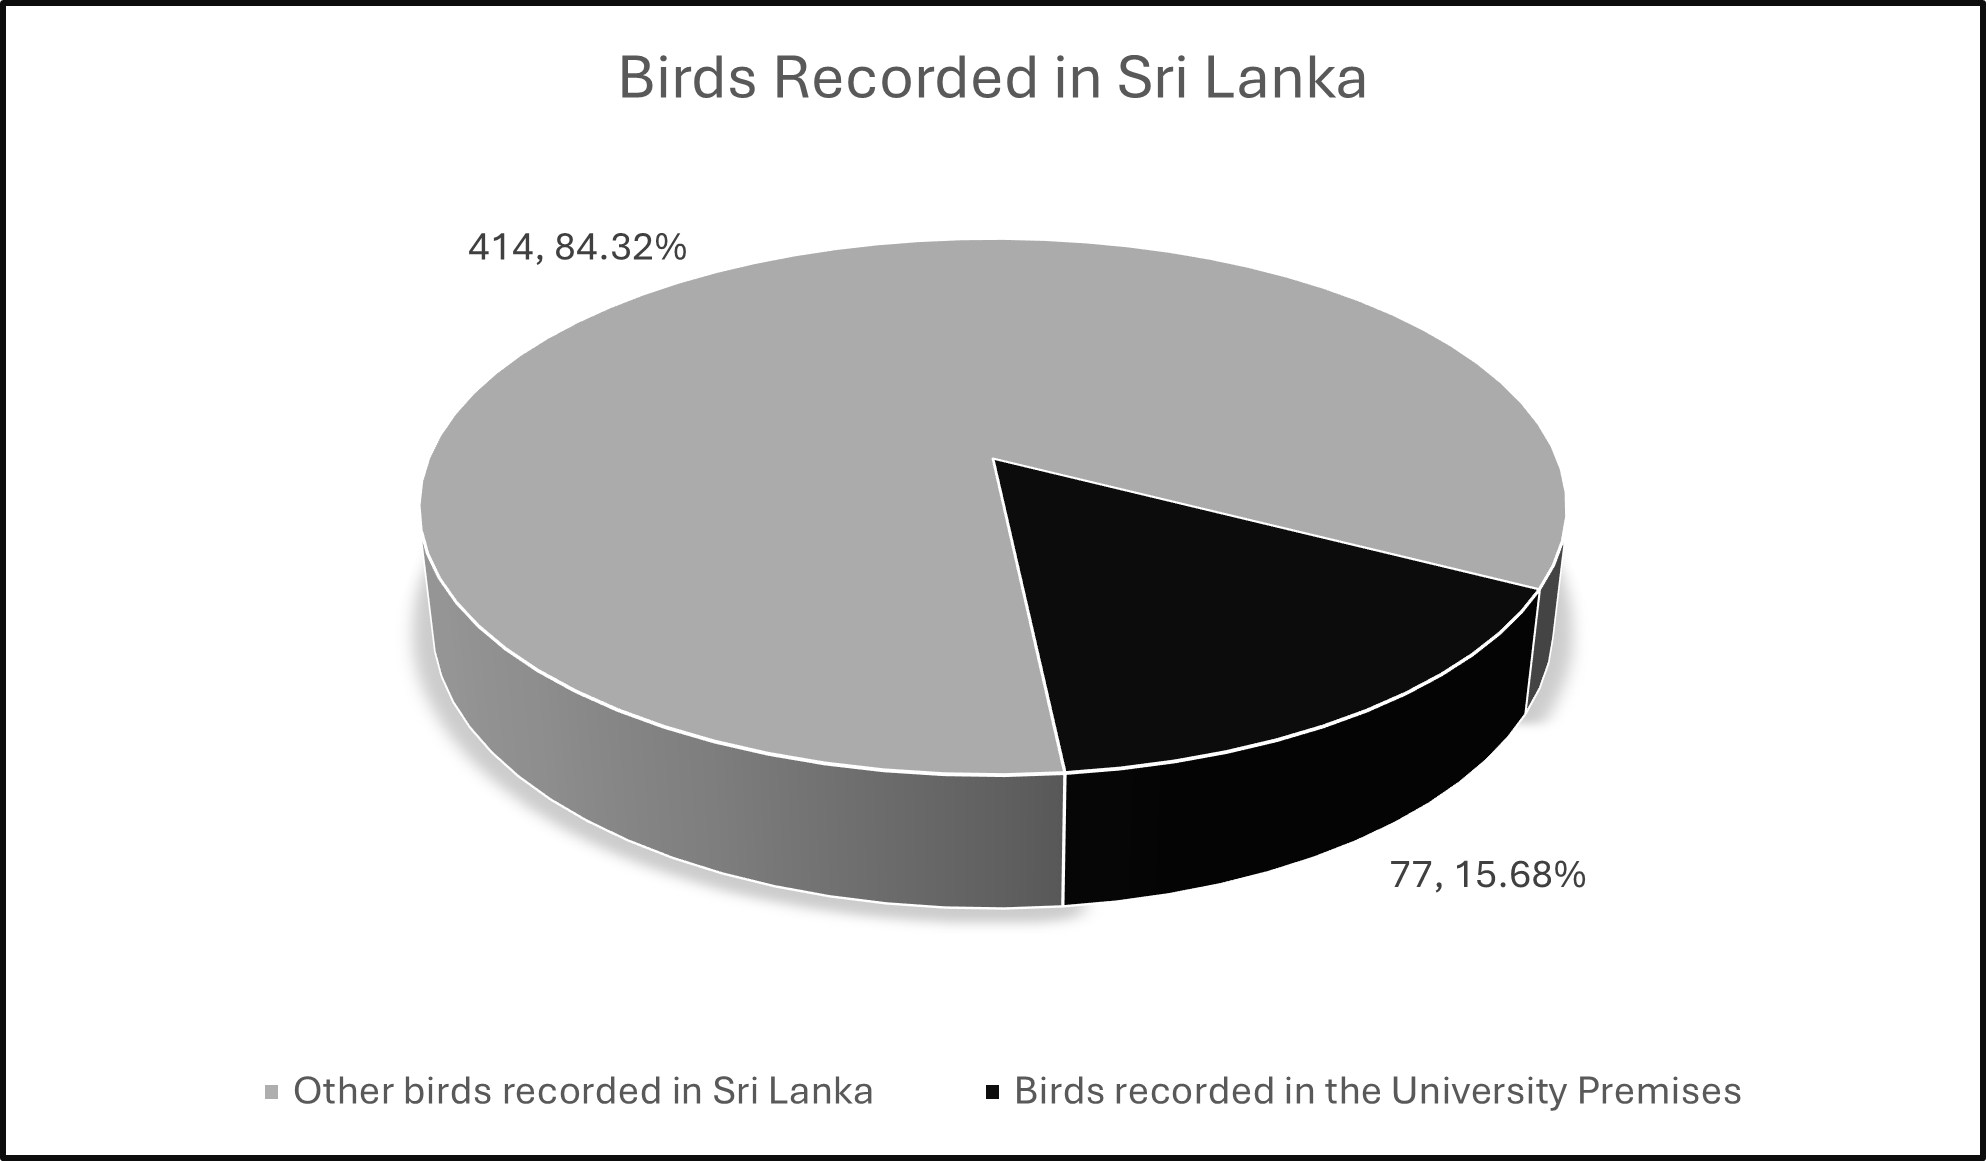 Birds Recorded in Sri Lanka
414, 84.32%
77, 15.68%
Other birds recorded in Sri Lanka
Birds recorded in the University Premises